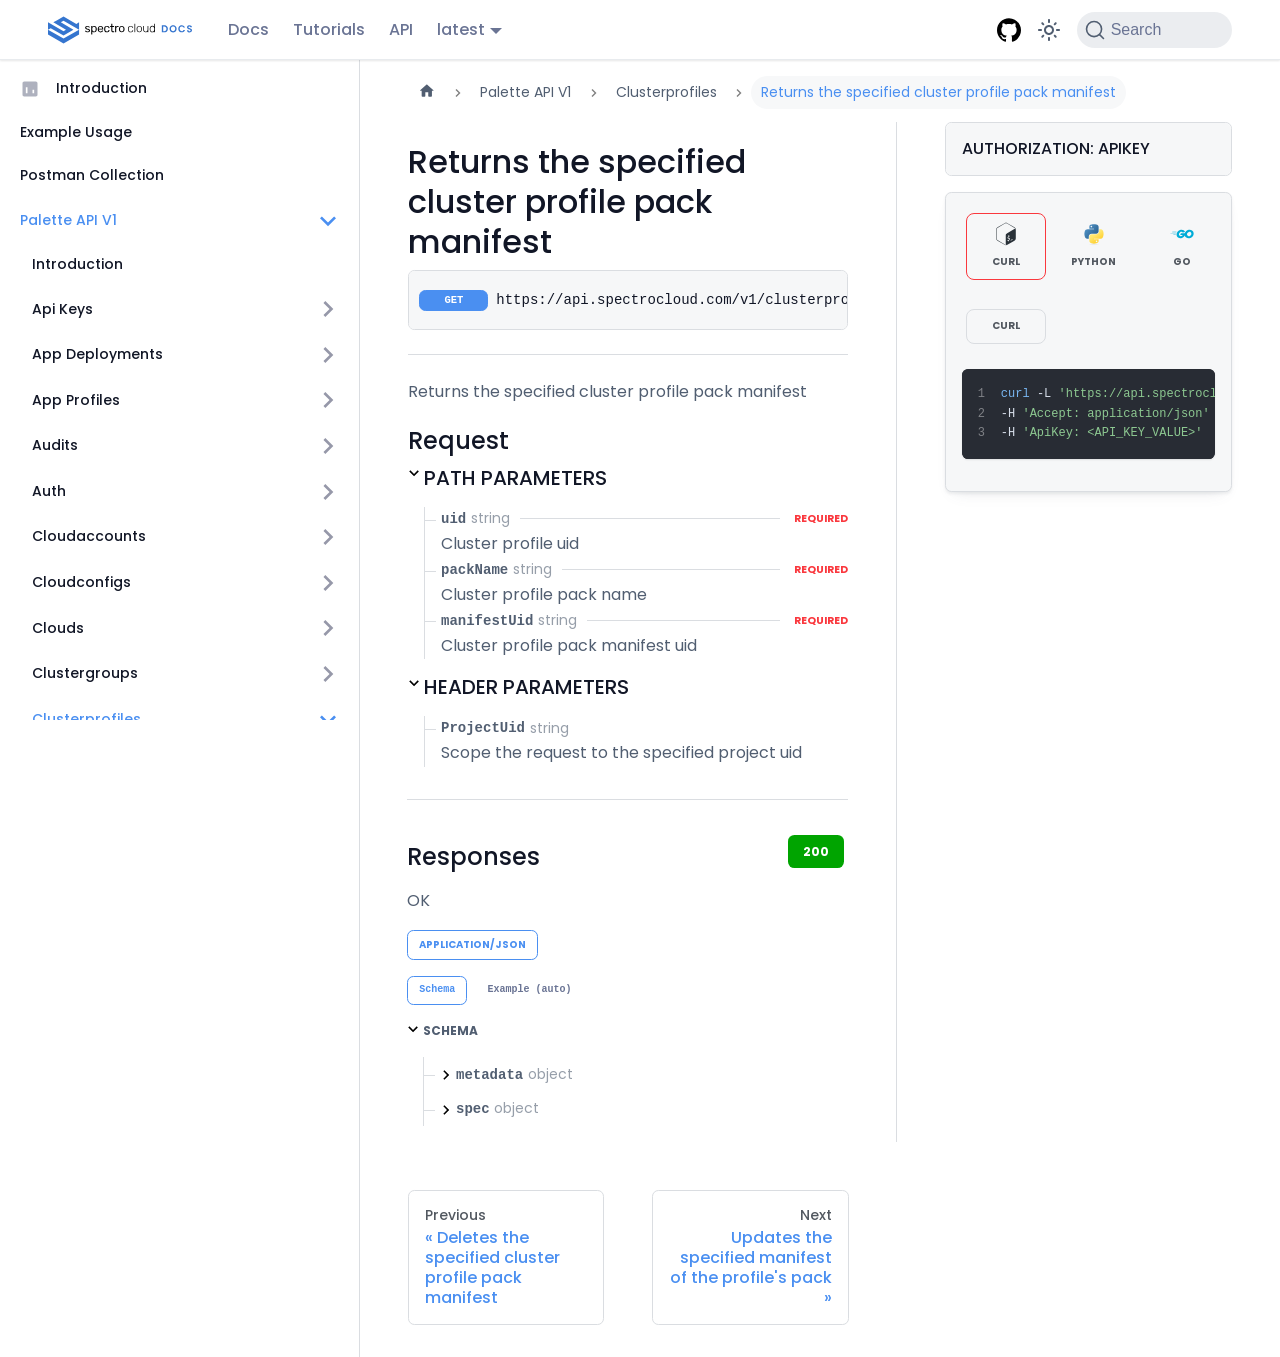 spectro cloud DOCS
Docs
Tutorials
API
latest
Search
Introduction
Example Usage
Postman Collection
Palette API V1
Introduction
Api Keys
App Deployments
App Profiles
Audits
Auth
Cloudaccounts
Cloudconfigs
Clouds
Clustergroups
Clusterprofiles
Palette API V1
Clusterprofiles
Returns the specified cluster profile pack manifest
Returns the specified
cluster profile pack
manifest
GET https://api.spectrocloud.com/v1/clusterpro
Returns the specified cluster profile pack manifest
Request
PATH PARAMETERS
uid string REQUIRED
Cluster profile uid
packName string REQUIRED
Cluster profile pack name
manifestUid string REQUIRED
Cluster profile pack manifest uid
HEADER PARAMETERS
ProjectUid string
Scope the request to the specified project uid
Responses
200
OK
APPLICATION/JSON
Schema
Example (auto)
SCHEMA
metadata object
spec object
Previous
« Deletes the
specified cluster
profile pack
manifest
Next
Updates the
specified manifest
of the profile's pack
»
AUTHORIZATION: APIKEY
CURL
PYTHON
GO
CURL
1 curl -L 'https://api.spectrocl
2 -H 'Accept: application/json'
3 -H 'ApiKey: <API_KEY_VALUE>'